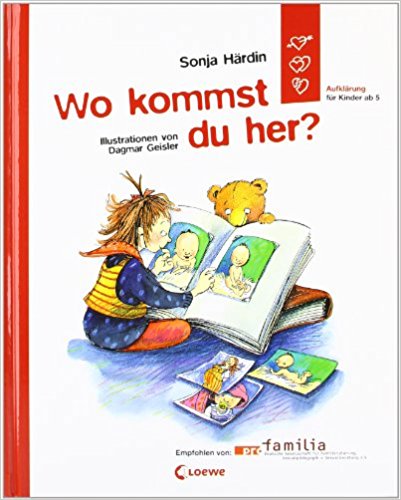 Sonja Härdin
Aufklärung
für Kinder ab 5
Wo kommst
du her?
Illustrationen von
Dagmar Geisler
Empfohlen von:
pro familia
LOEWE